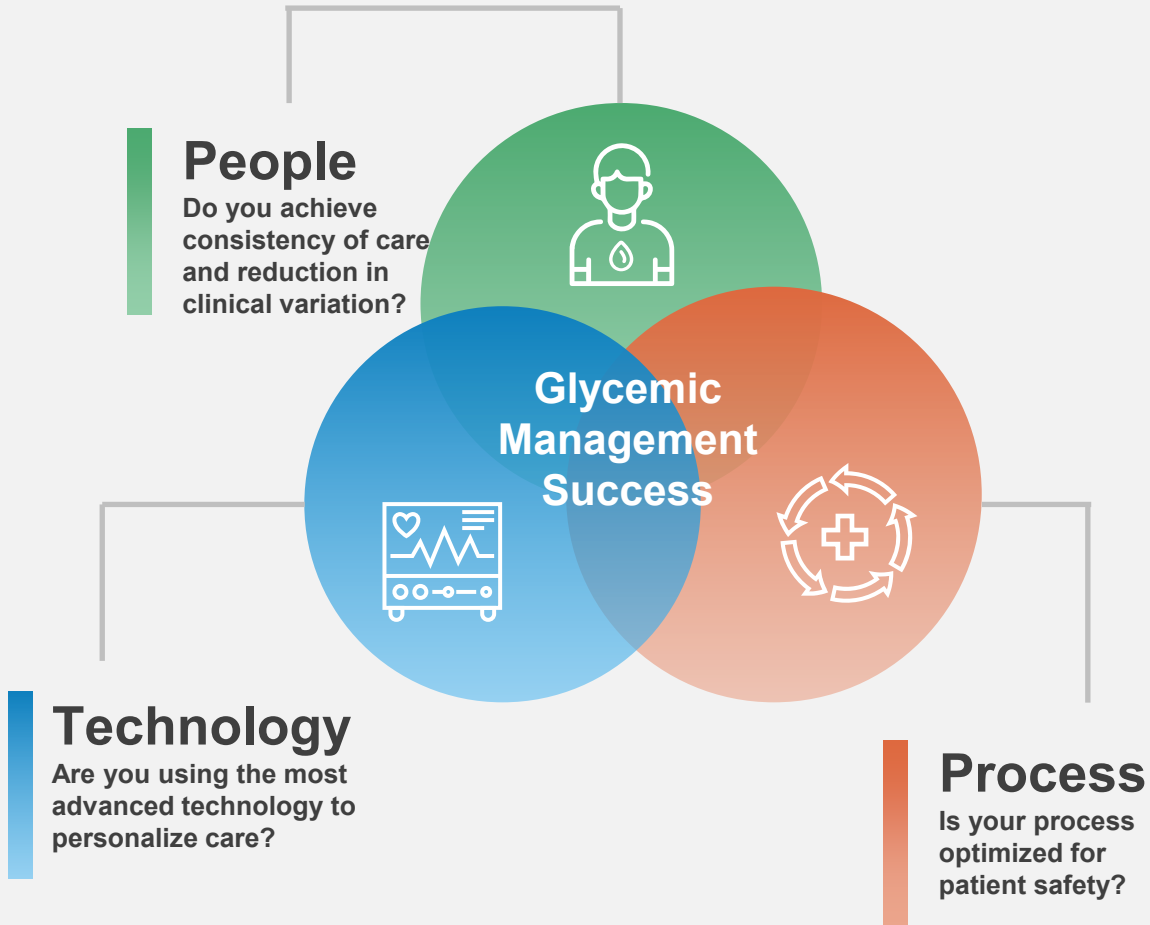 People
Do you achieve
consistency of care
and reduction in
clinical variation?
Glycemic
Management
Success
Technology
Are you using the most
advanced technology to
personalize care?
Process
Is your process
optimized for
patient safety?